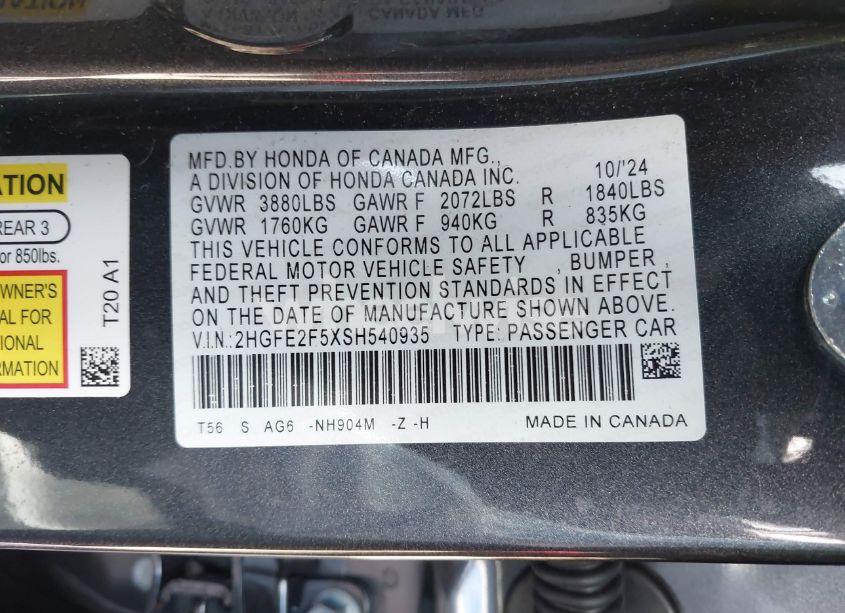 CANADA MFG.
MFD.BY HONDA OF CANADA MFG., 10/'24
A DIVISION OF HONDA CANADA INC.
GVWR 3880LBS GAWR F 2072LBS R 1840LBS
GVWR 1760KG GAWR F 940KG R 835KG
THIS VEHICLE CONFORMS TO ALL APPLICABLE
FEDERAL MOTOR VEHICLE SAFETY , BUMPER ,
AND THEFT PREVENTION STANDARDS IN EFFECT
ON THE DATE OF MANUFACTURE SHOWN ABOVE.
V.I.N.:2HGFE2F5XSH540935 TYPE:PASSENGER CAR
T56 S AG6 -NH904M -Z -H MADE IN CANADA
ATION
REAR 3
or 850lbs.
OWNER'S
AL FOR
IONAL
FORMATION
T20 A1